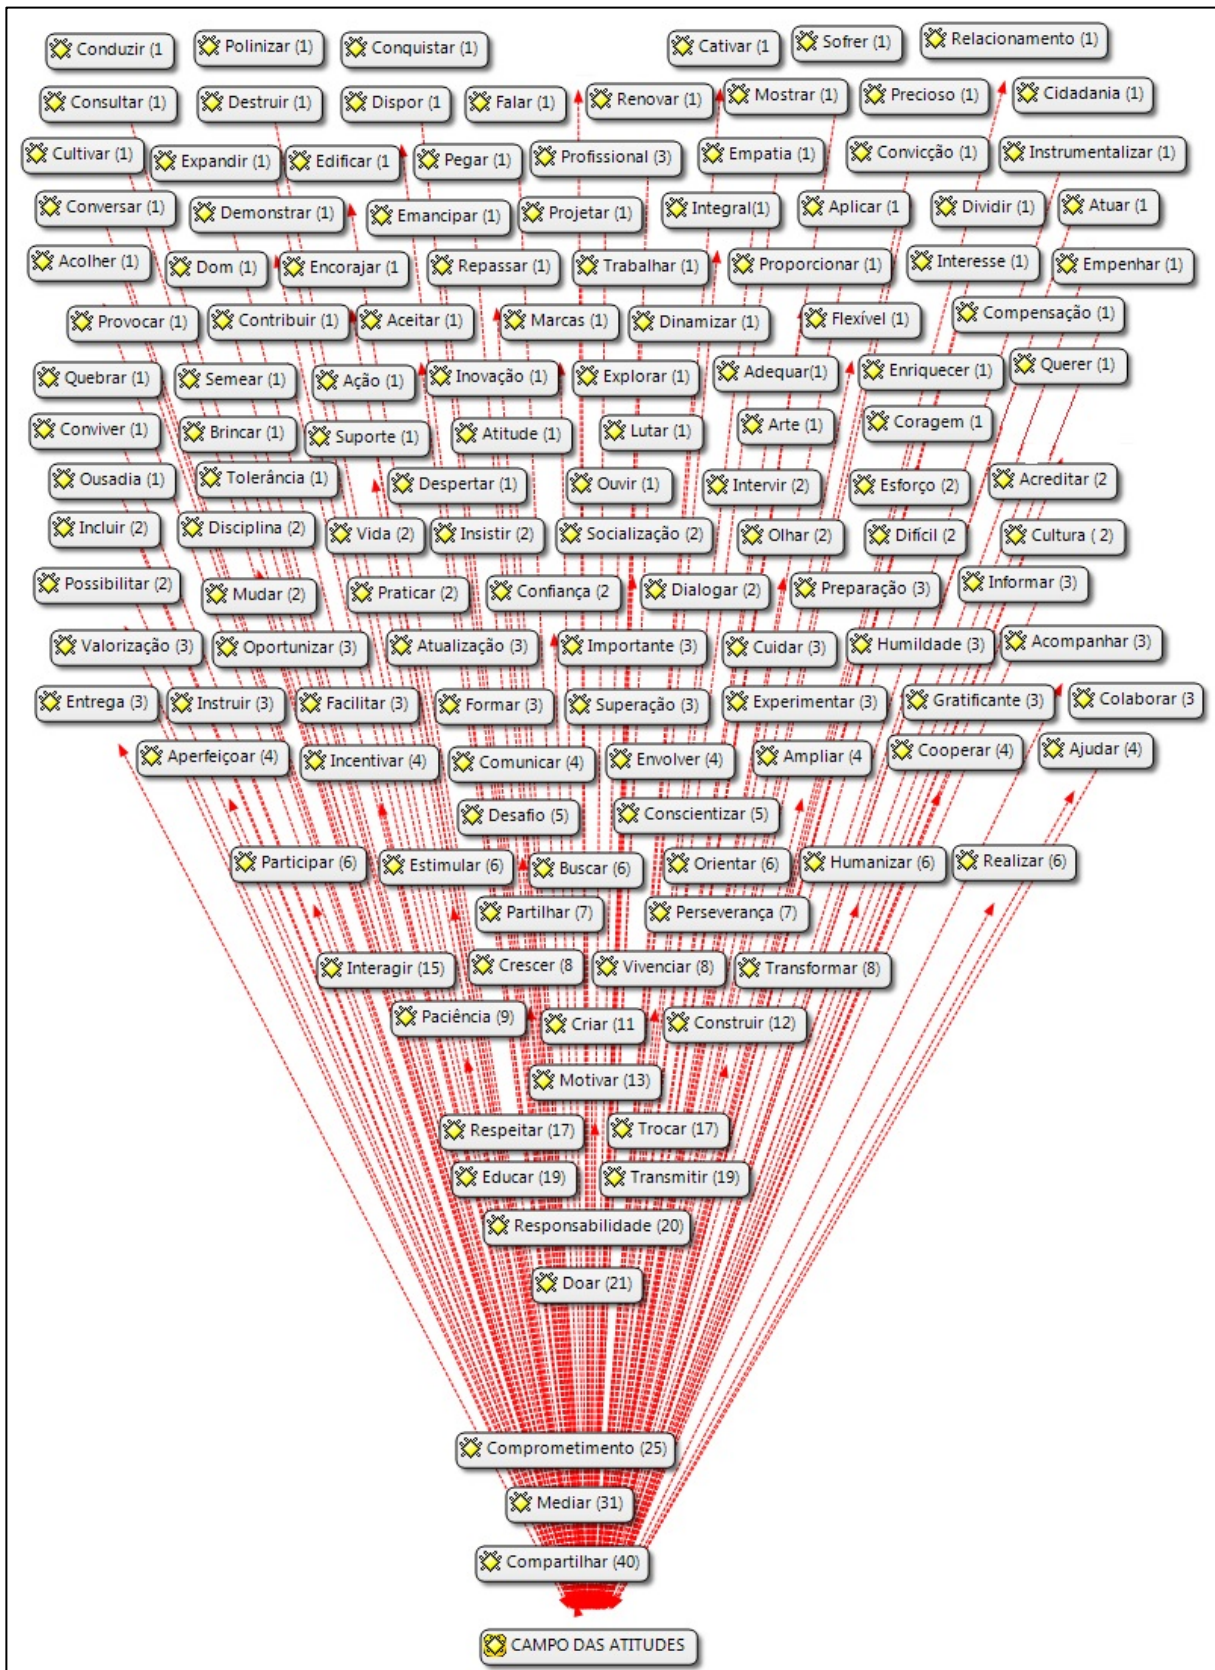 Conduzir (1
Polinizar (1)
Conquistar (1)
Cativar (1
Sofrer (1)
Relacionamento (1)
Consultar (1)
Destruir (1)
Dispor (1
Falar (1)
Renovar (1)
Mostrar (1)
Precioso (1)
Cidadania (1)
Cultivar (1)
Expandir (1)
Edificar (1
Pegar (1)
Profissional (3)
Empatia (1)
Convicção (1)
Instrumentalizar (1)
Conversar (1)
Demonstrar (1)
Emancipar (1)
Projetar (1)
Integral(1)
Aplicar (1
Dividir (1)
Atuar (1
Acolher (1)
Dom (1)
Encorajar (1
Repassar (1)
Trabalhar (1)
Proporcionar (1)
Interesse (1)
Empenhar (1)
Provocar (1)
Contribuir (1)
Aceitar (1)
Marcas (1)
Dinamizar (1)
Flexível (1)
Compensação (1)
Quebrar (1)
Semear (1)
Ação (1)
Inovação (1)
Explorar (1)
Adequar(1)
Enriquecer (1)
Querer (1)
Conviver (1)
Brincar (1)
Suporte (1)
Atitude (1)
Lutar (1)
Arte (1)
Coragem (1
Ousadia (1)
Tolerância (1)
Despertar (1)
Ouvir (1)
Intervir (2)
Esforço (2)
Acreditar (2
Incluir (2)
Disciplina (2)
Vida (2)
Insistir (2)
Socialização (2)
Olhar (2)
Difícil (2
Cultura ( 2)
Possibilitar (2)
Mudar (2)
Praticar (2)
Confiança (2
Dialogar (2)
Preparação (3)
Informar (3)
Valorização (3)
Oportunizar (3)
Atualização (3)
Importante (3)
Cuidar (3)
Humildade (3)
Acompanhar (3)
Entrega (3)
Instruir (3)
Facilitar (3)
Formar (3)
Superação (3)
Experimentar (3)
Gratificante (3)
Colaborar (3
Aperfeiçoar (4)
Incentivar (4)
Comunicar (4)
Envolver (4)
Ampliar (4
Cooperar (4)
Ajudar (4)
Desafio (5)
Conscientizar (5)
Participar (6)
Estimular (6)
Buscar (6)
Orientar (6)
Humanizar (6)
Realizar (6)
Partilhar (7)
Perseverança (7)
Interagir (15)
Crescer (8
Vivenciar (8)
Transformar (8)
Paciência (9)
Criar (11
Construir (12)
Motivar (13)
Respeitar (17)
Trocar (17)
Educar (19)
Transmitir (19)
Responsabilidade (20)
Doar (21)
Comprometimento (25)
Mediar (31)
Compartilhar (40)
CAMPO DAS ATITUDES